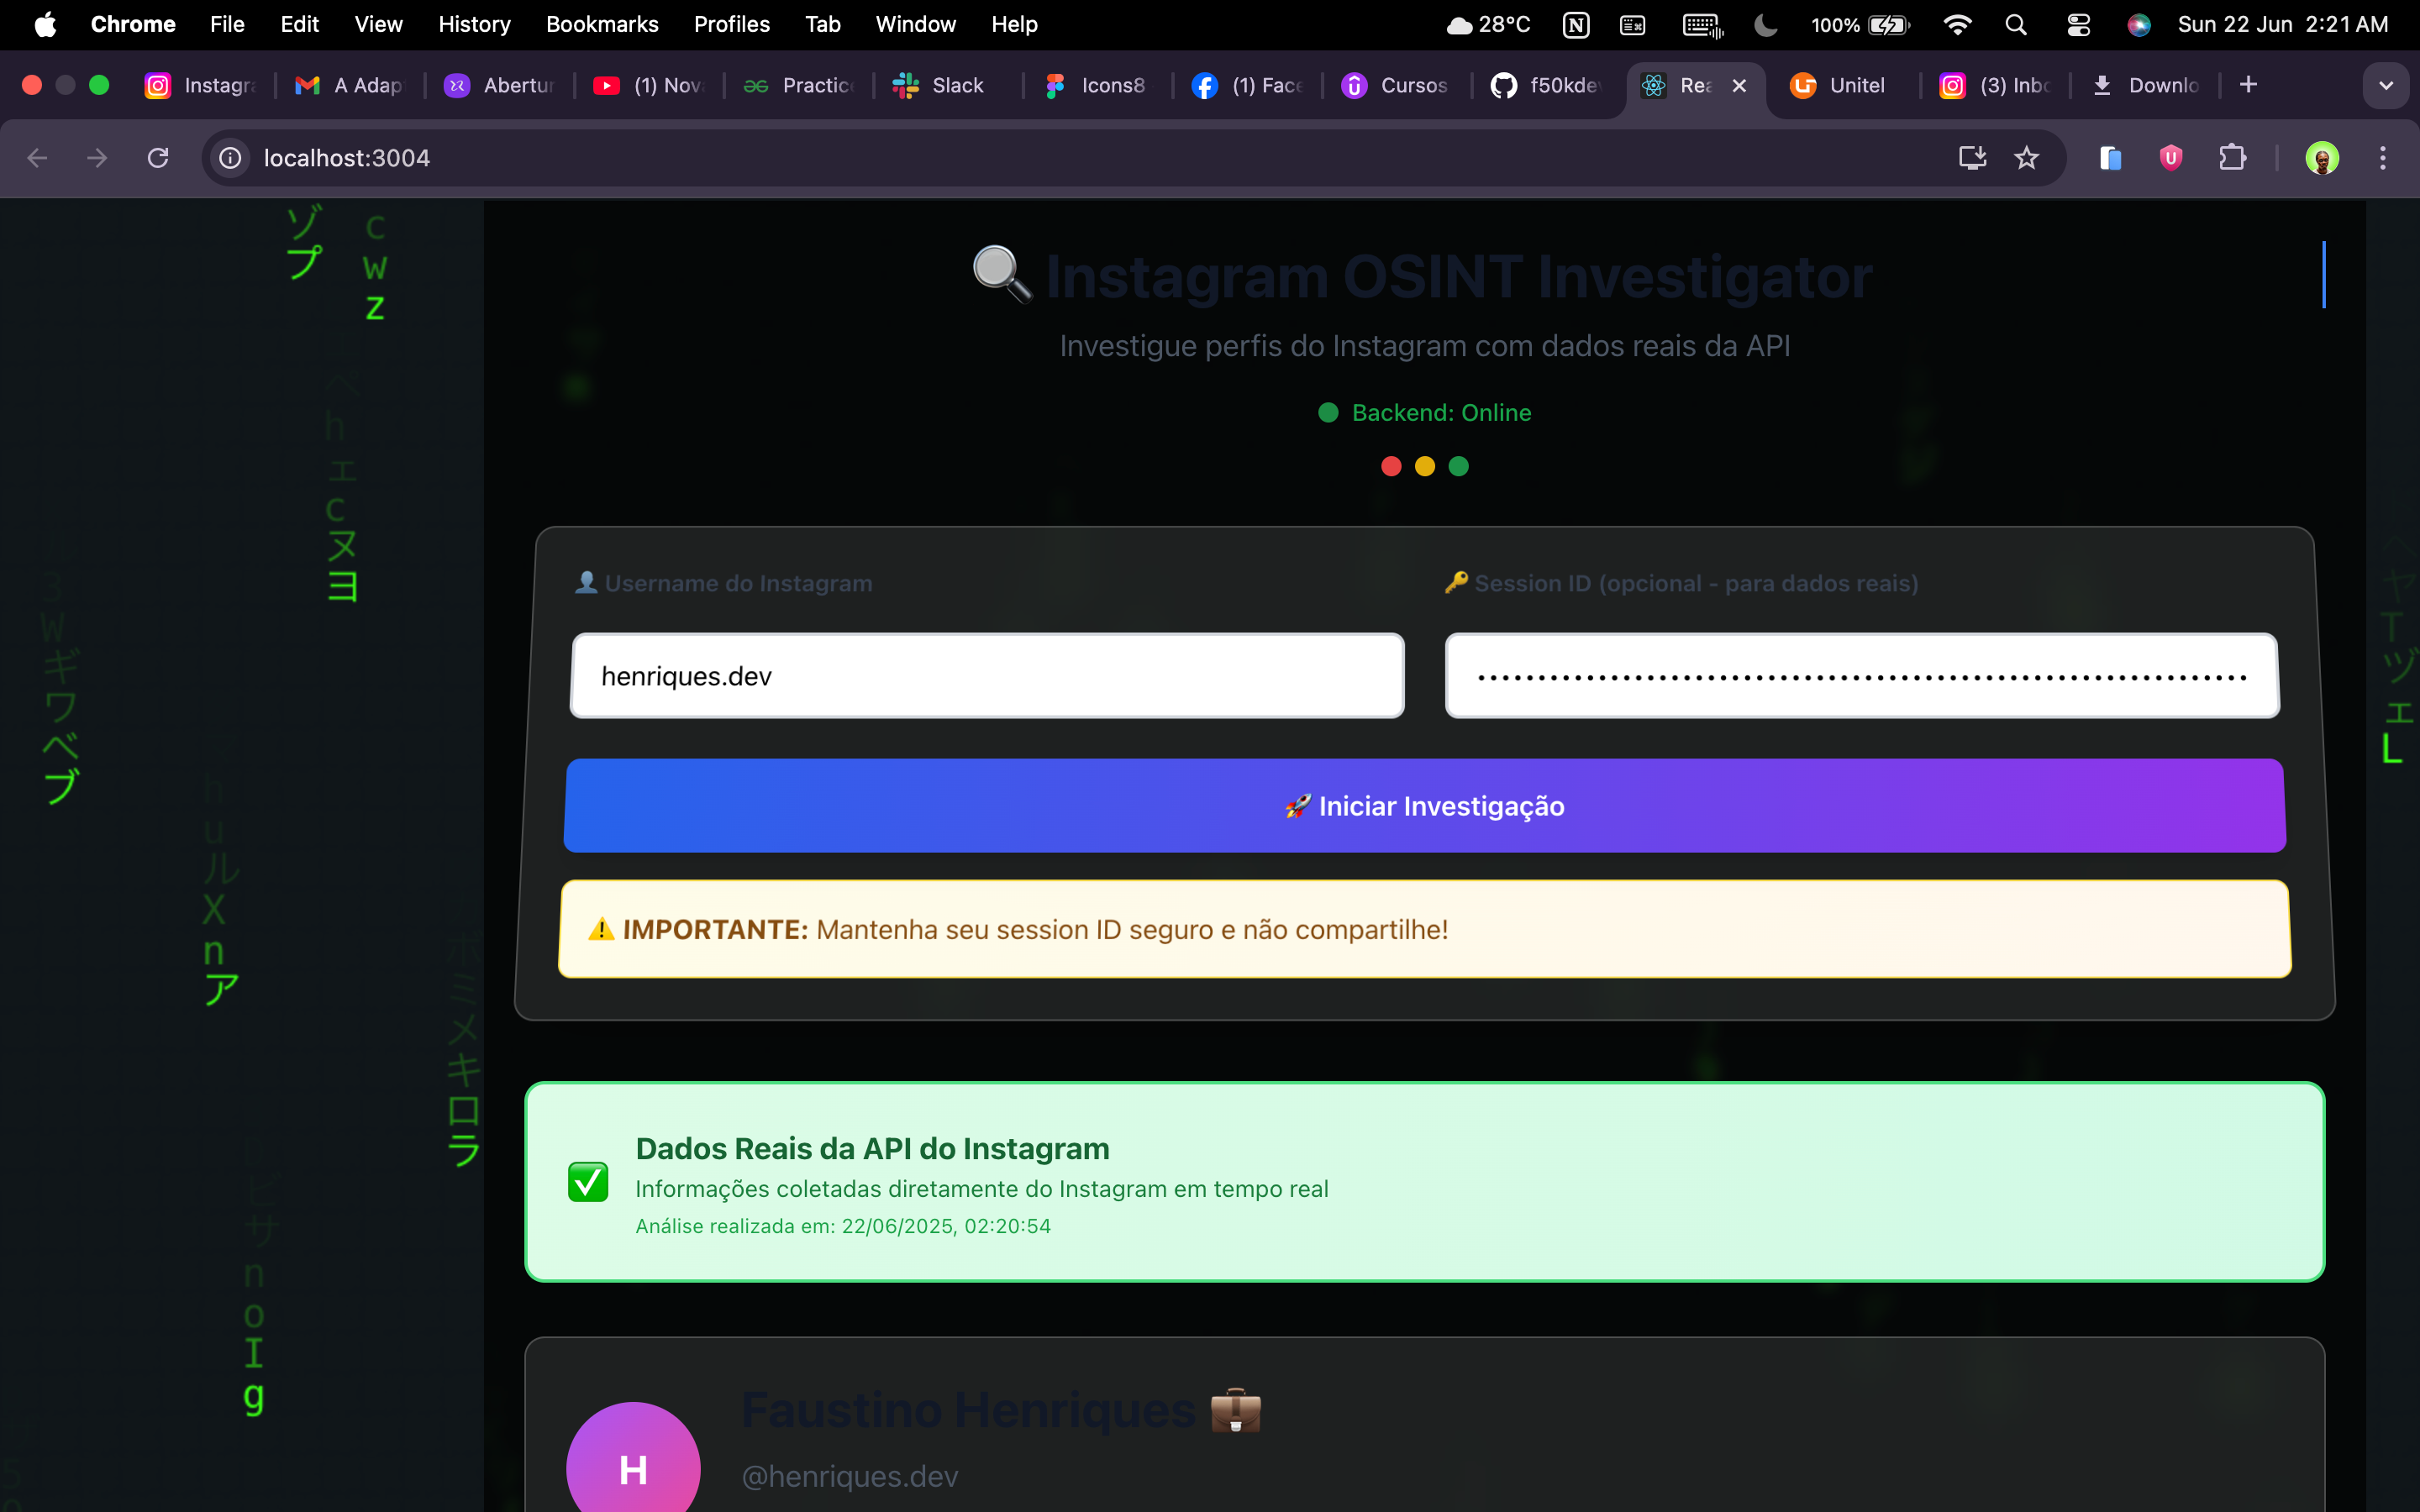 Chrome File Edit View History Bookmarks Profiles Tab Window Help 28°C 100% Sun 22 Jun 2:21 AM
Instagra A Adap Abertur (1) Nov Practic Slack Icons8 (1) Face Cursos f50kde Rea Unitel (3) Inbo Downlo
localhost:3004
🔍 Instagram OSINT Investigator
Investigue perfis do Instagram com dados reais da API
Backend: Online
👤 Username do Instagram
🔑 Session ID (opcional - para dados reais)
henriques.dev
🚀 Iniciar Investigação
⚠️ IMPORTANTE: Mantenha seu session ID seguro e não compartilhe!
✅ Dados Reais da API do Instagram
Informações coletadas diretamente do Instagram em tempo real
Análise realizada em: 22/06/2025, 02:20:54
Faustino Henriques 💼
H
@henriques.dev